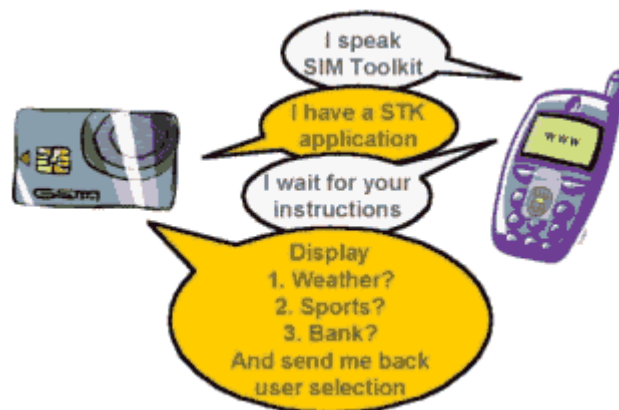 I speak
SIM Toolkit
I have a STK
application
I wait for your
instructions
Display
1. Weather?
2. Sports?
3. Bank?
And send me back
user selection
www
GSM